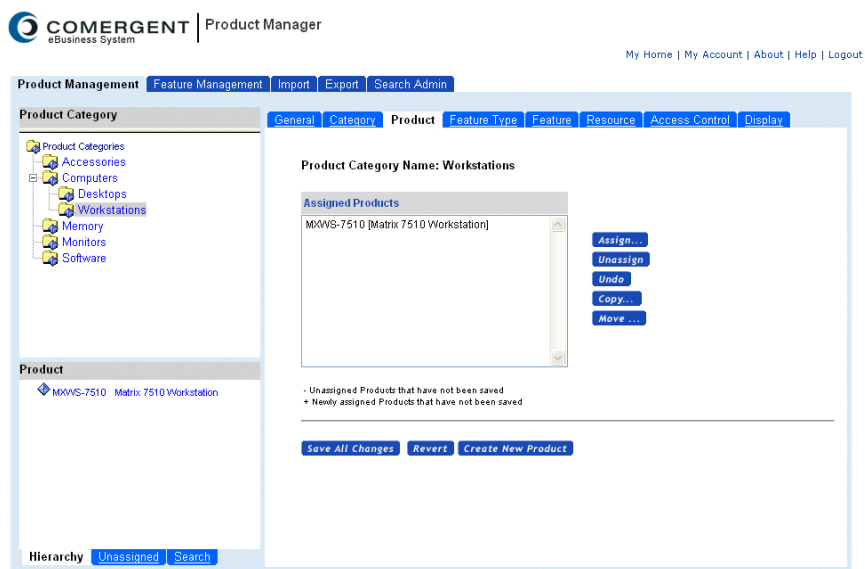 COMERGENT Product Manager
eBusiness System
My Home | My Account | About | Help | Logout
Product Management Feature Management Import Export Search Admin
Product Category
Product Categories
Accessories
Computers
Desktops
Workstations
Memory
Monitors
Software
Product
MXWS-7510 Matrix 7510 Workstation
Hierarchy Unassigned Search
General Category Product Feature Type Feature Resource Access Control Display
Product Category Name: Workstations
Assigned Products
MXWS-7510 [Matrix 7510 Workstation]
Assign...
Unassign
Undo
Copy...
Move ...
- Unassigned Products that have not been saved
+ Newly assigned Products that have not been saved
Save All Changes Revert Create New Product